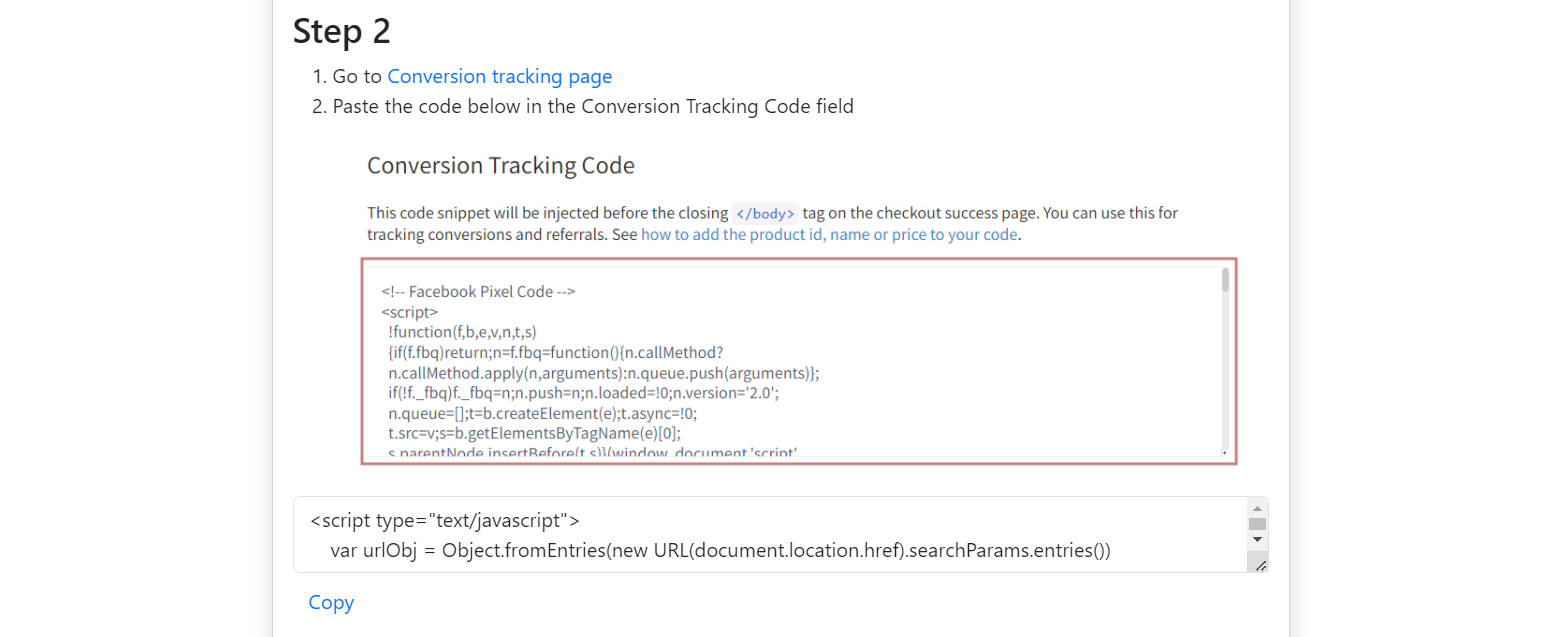 Step 2
1. Go to Conversion tracking page
2. Paste the code below in the Conversion Tracking Code field
Conversion Tracking Code
This code snippet will be injected before the closing </body> tag on the checkout success page. You can use this for
tracking conversions and referrals. See how to add the product id, name or price to your code.
<!-- Facebook Pixel Code -->
<script>
!function(f,b,e,v,n,t,s)
{if(f.fbq)return;n=f.fbq=function(){n.callMethod?
n.callMethod.apply(n,arguments):n.queue.push(arguments)};
if(!f._fbq)f._fbq=n;n.push=n;n.loaded=!0;n.version='2.0';
n.queue=[];t=b.createElement(e);t.async=!0;
t.src=v;s=b.getElementsByTagName(e)[0];
s.parentNode.insertBefore(t,s)}(window, document,'script'
<script type="text/javascript">
var urlObj = Object.fromEntries(new URL(document.location.href).searchParams.entries())
Copy